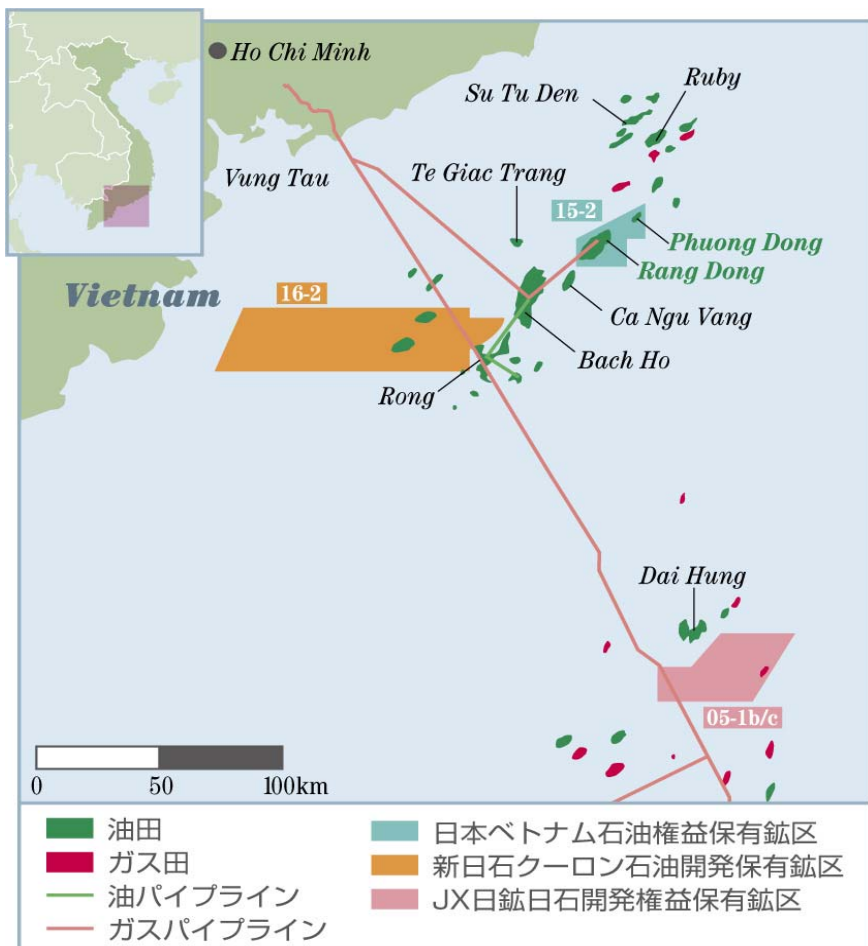 Ho Chi Minh
Su Tu Den
Ruby
Vung Tau
Te Giac Trang
15-2
Phuong Dong
Rang Dong
Vietnam
16-2
Ca Ngu Vang
Bach Ho
Rong
Dai Hung
05-1b/c
0 50 100km
油田
ガス田
油パイプライン
ガスパイプライン
日本ベトナム石油権益保有鉱区
新日石クーロン石油開発保有鉱区
JX日鉱日石開発権益保有鉱区